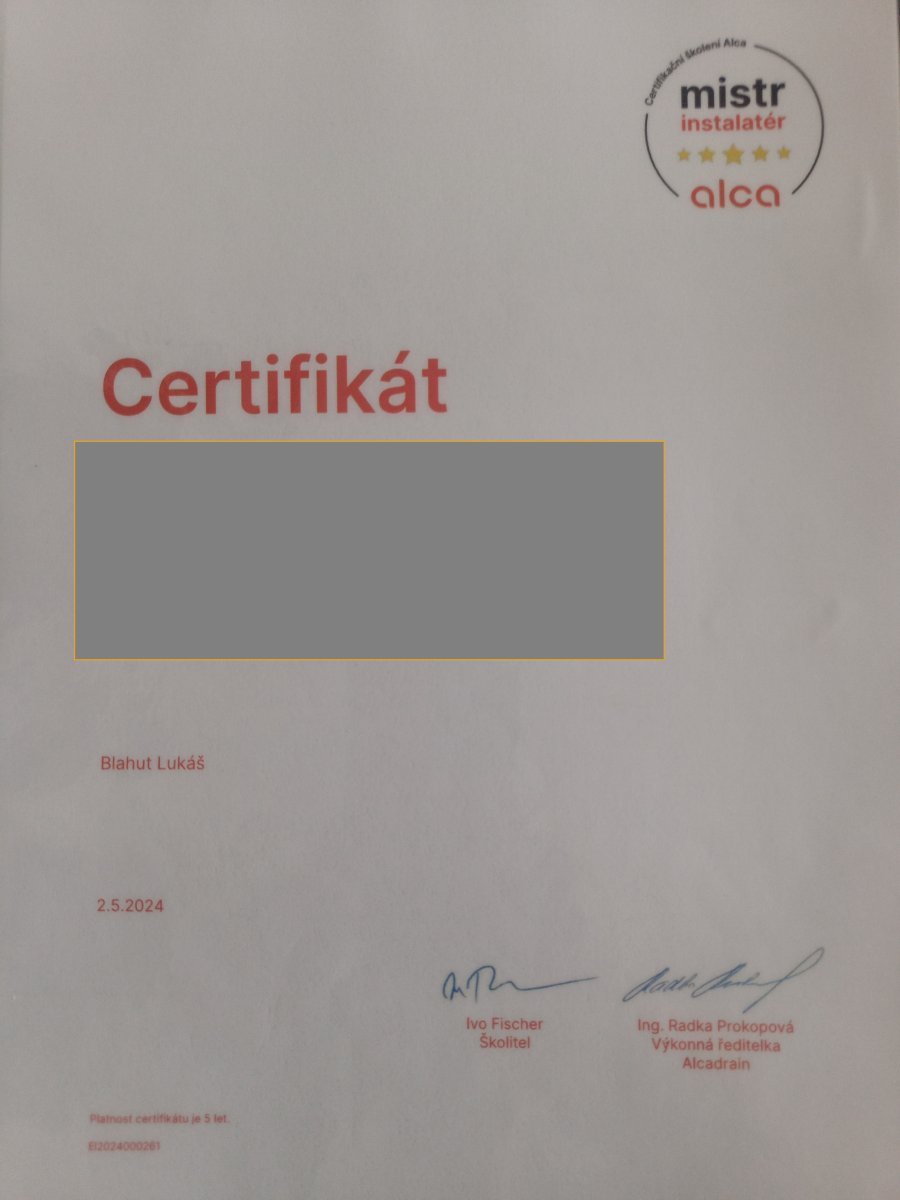 Certifikační školení Alca
mistr
instalatér
alca
Certifikát
Blahut Lukáš
2.5.2024
Ivo Fischer
Školitel
Ing. Radka Prokopová
Výkonná ředitelka
Alcadrain
Platnost certifikátu je 5 let.
EI2024000261